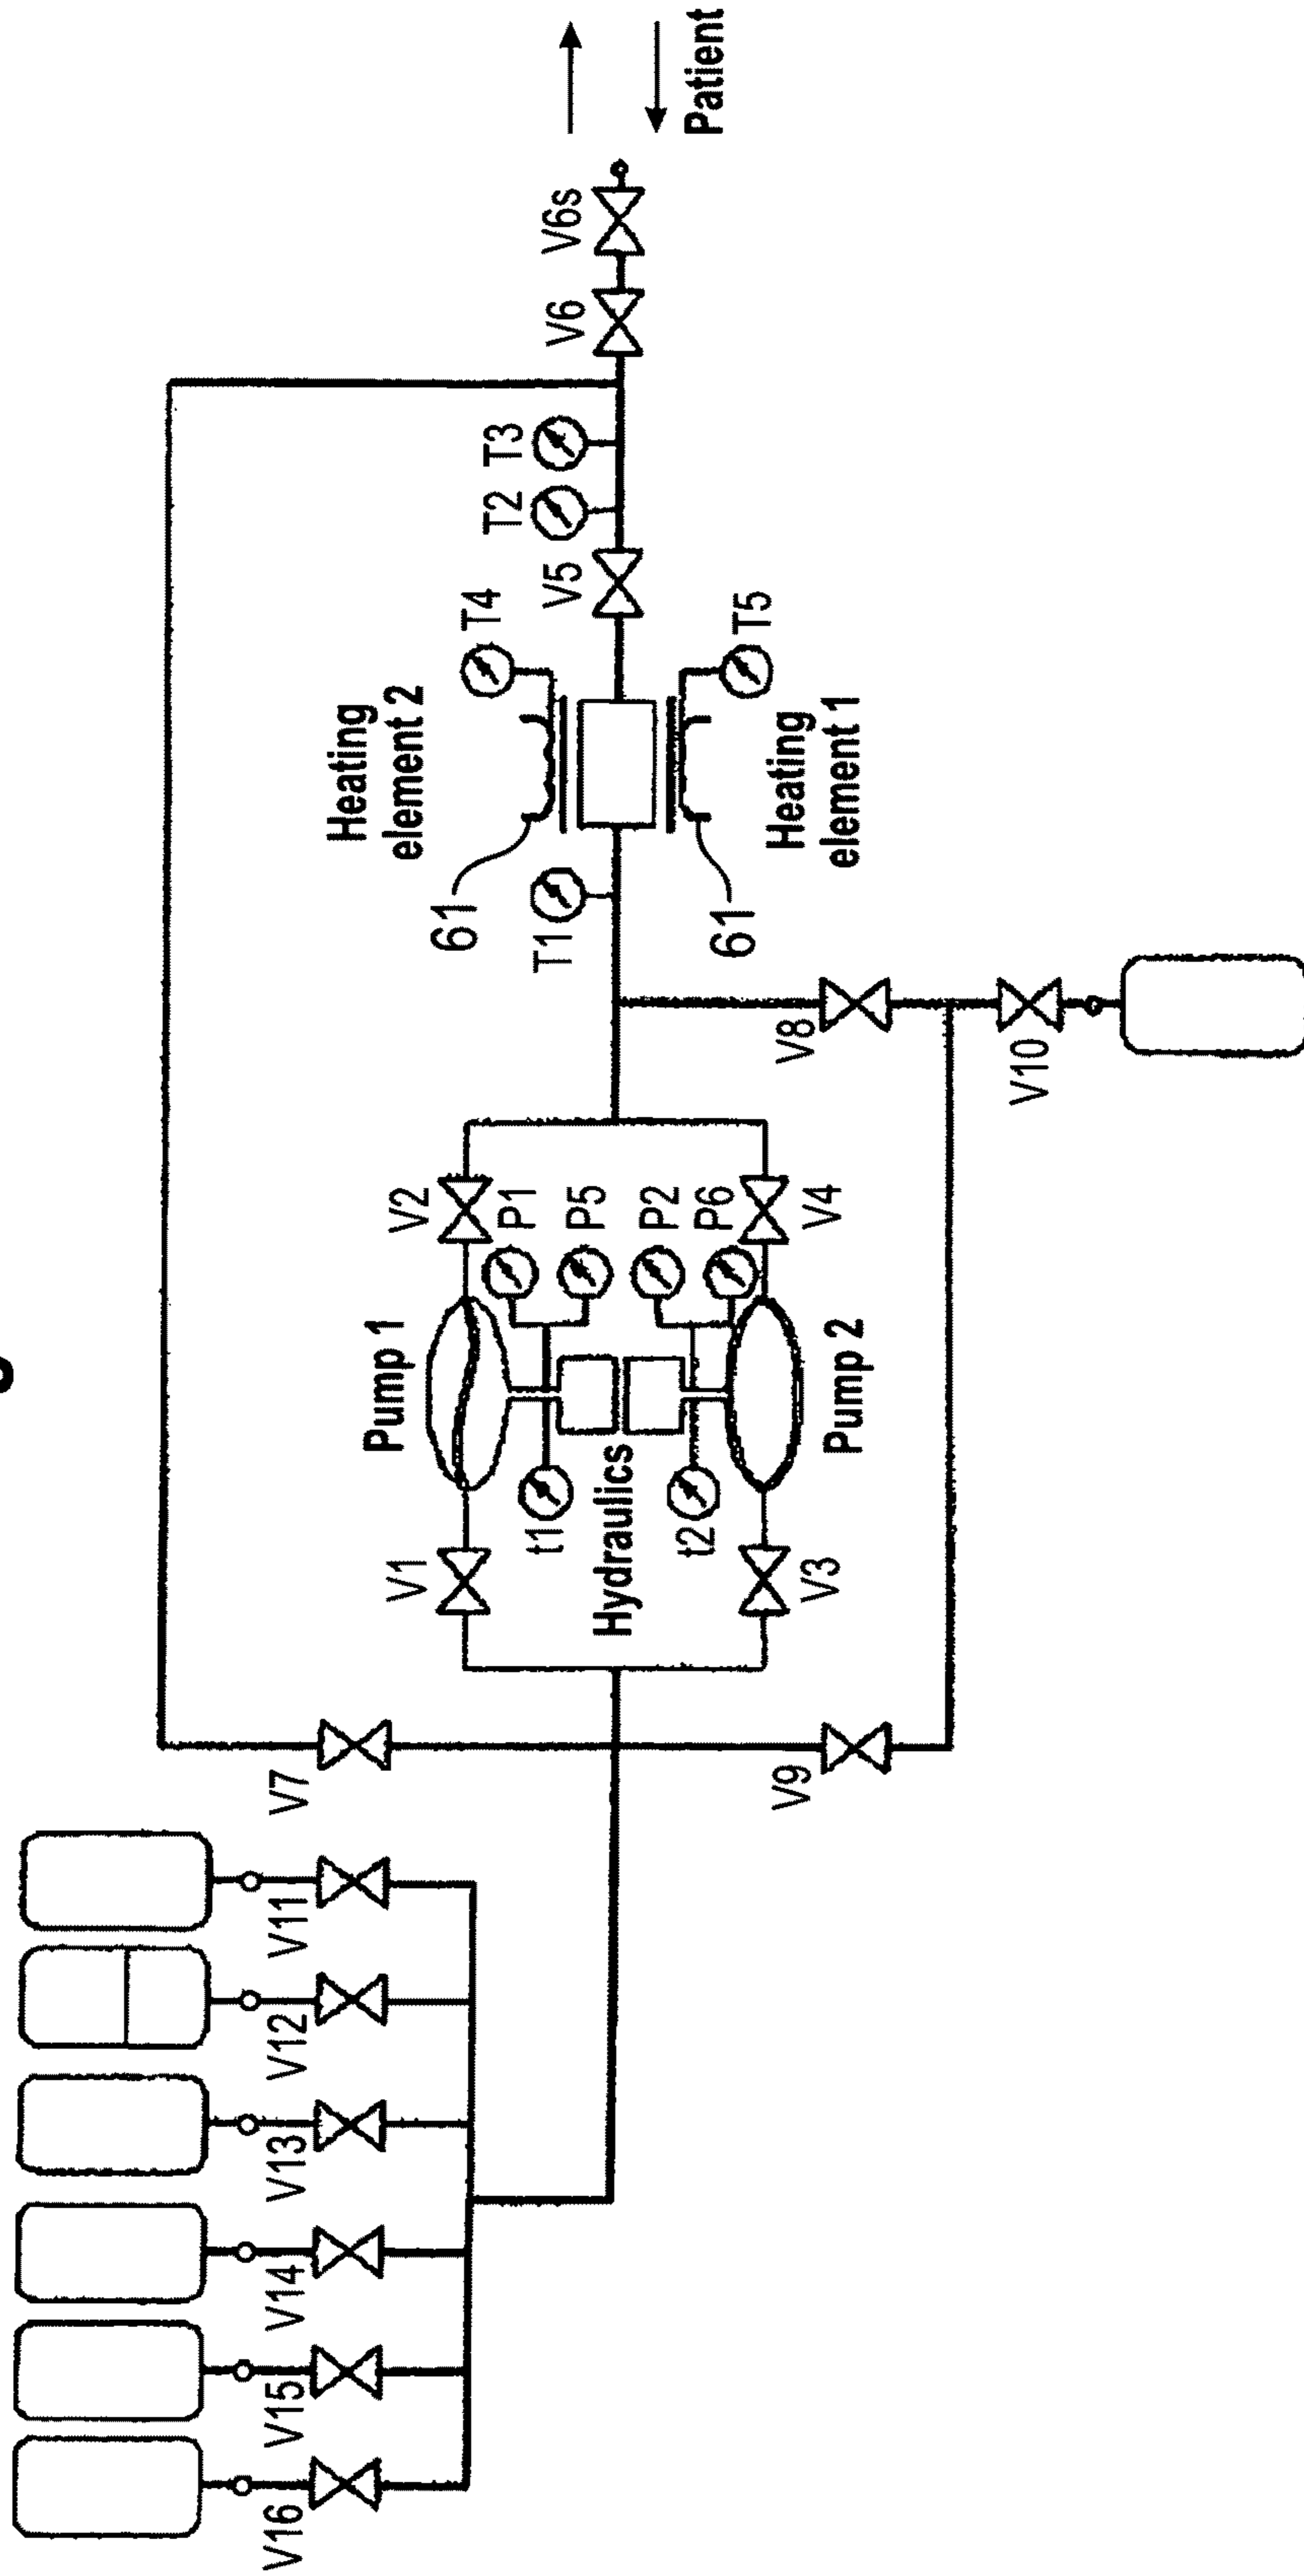 V16
V15
V14
V13
V12
V11
V7
V9
V1
t1
Hydraulics
t2
V3
Pump 1
Pump 2
V2
P1
P5
P2
P6
V4
V8
V10
T1
61
61
Heating
element 2
Heating
element 1
T4
V5
T5
T2
T3
V6
V6s
Patient